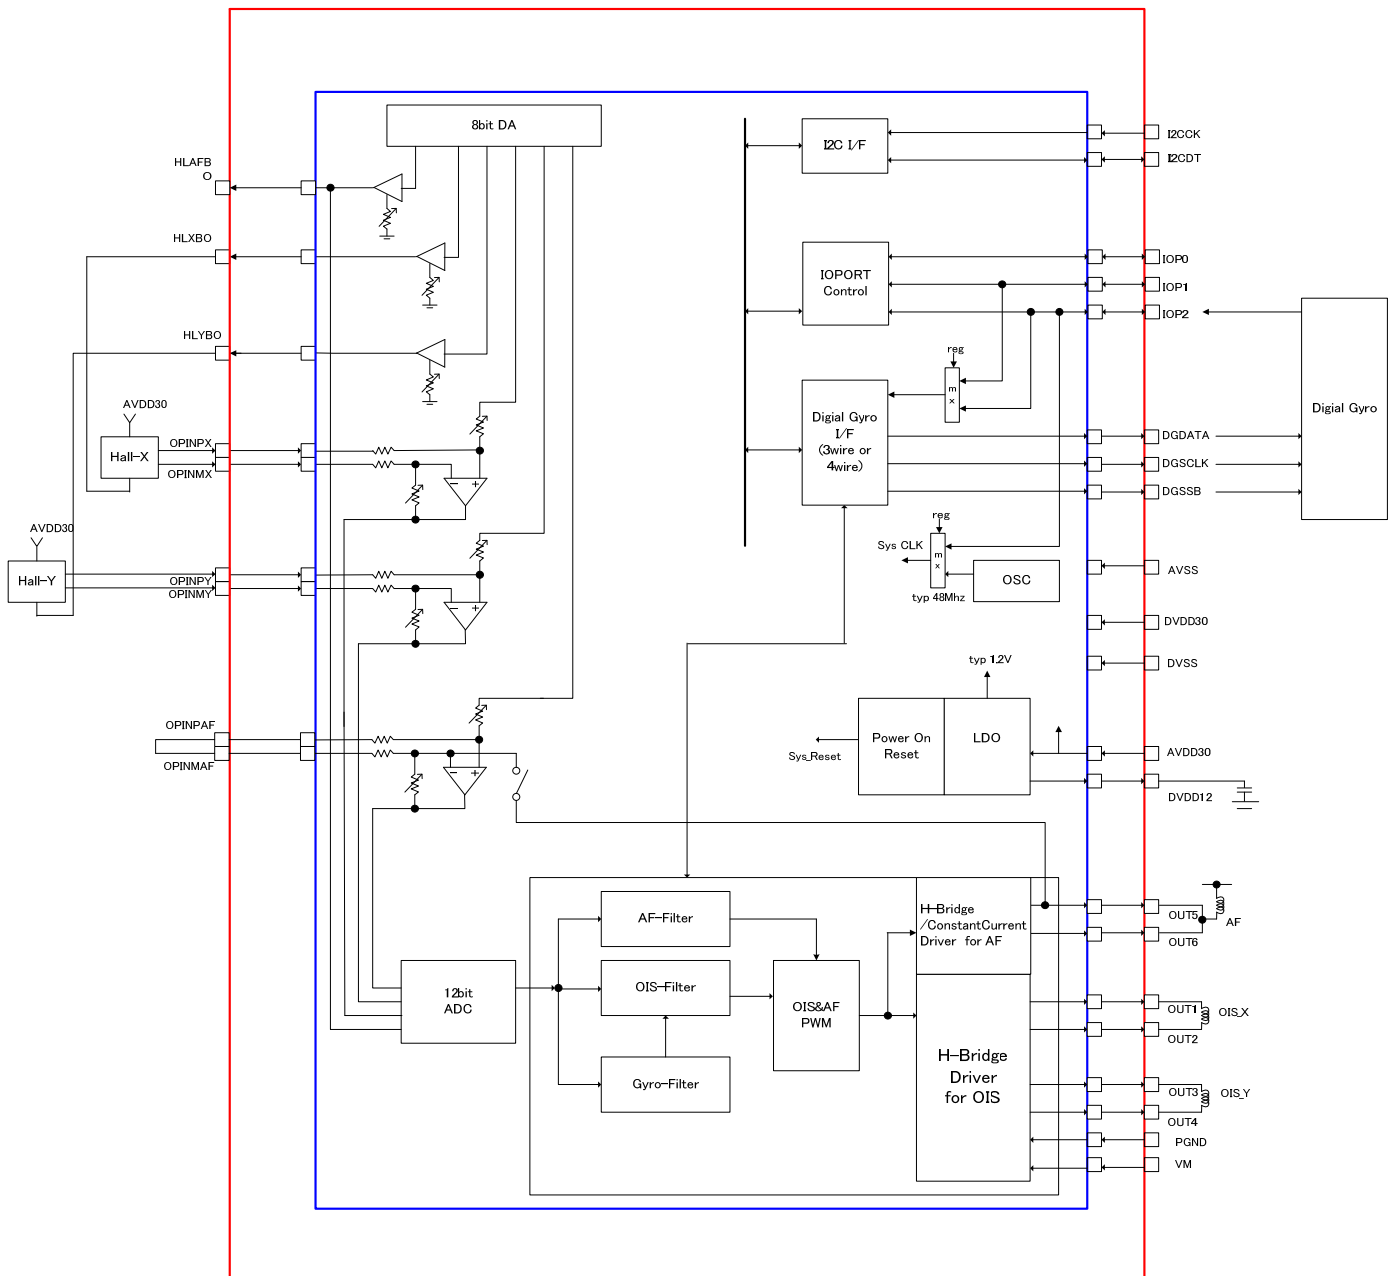 8bit DA
HLAFB
O
HLXBO
HLYBO
AVDD30
OPINPX
Hall-X
OPINMX
AVDD30
Hall-Y
OPINPY
OPINMY
OPINPAF
OPINMAF
- +
- +
- +
I2C I/F
I2CCK
I2CDT
IOPORT
Control
IOP0
IOP1
IOP2
reg
m
x
Digial Gyro
I/F
(3wire or
4wire)
Digial Gyro
DGDATA
DGSCLK
DGSSB
reg
Sys CLK
m
x
OSC
typ 48Mhz
AVSS
DVDD30
DVSS
typ 1.2V
Power On
Reset
LDO
Sys_Reset
AVDD30
DVDD12
AF-Filter
H-Bridge
/ConstantCurrent
Driver for AF
OUT5
AF
OUT6
12bit
ADC
OIS-Filter
OIS&AF
PWM
OUT1
OIS_X
OUT2
H-Bridge
Driver
for OIS
Gyro-Filter
OUT3
OIS_Y
OUT4
PGND
VM